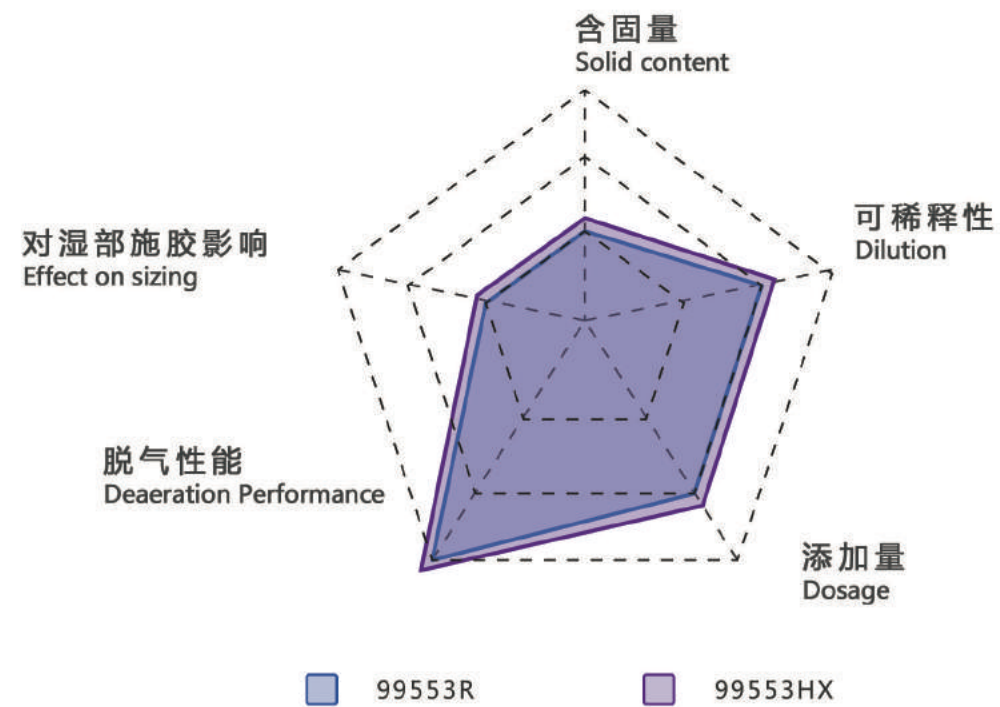 含固量
Solid content
可稀释性
Dilution
对湿部施胶影响
Effect on sizing
脱气性能
Deaeration Performance
添加量
Dosage
99553R
99553HX